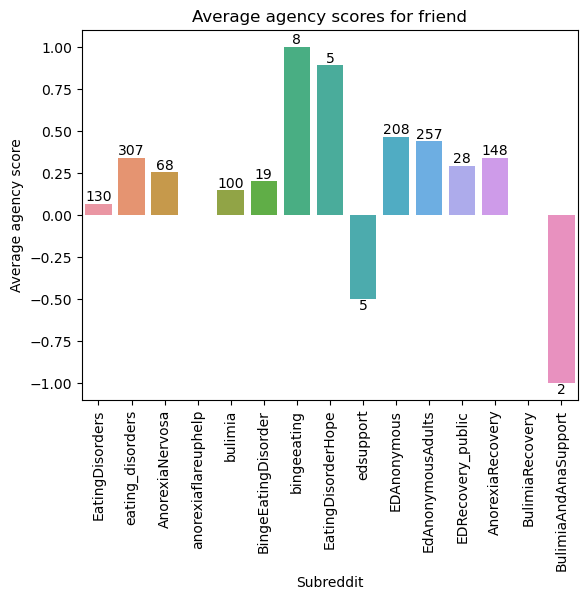 Average agency scores for friend
1.00
0.75
0.50
0.25
0.00
−0.25
−0.50
−0.75
−1.00
Average agency score
130
307
68
100
19
8
5
5
208
257
28
148
2
EatingDisorders
eating_disorders
AnorexiaNervosa
anorexiaflareuphelp
bulimia
BingeEatingDisorder
bingeeating
EatingDisorderHope
edsupport
EDAnonymous
EdAnonymousAdults
EDRecovery_public
AnorexiaRecovery
BulimiaRecovery
BulimiaAndAnaSupport
Subreddit